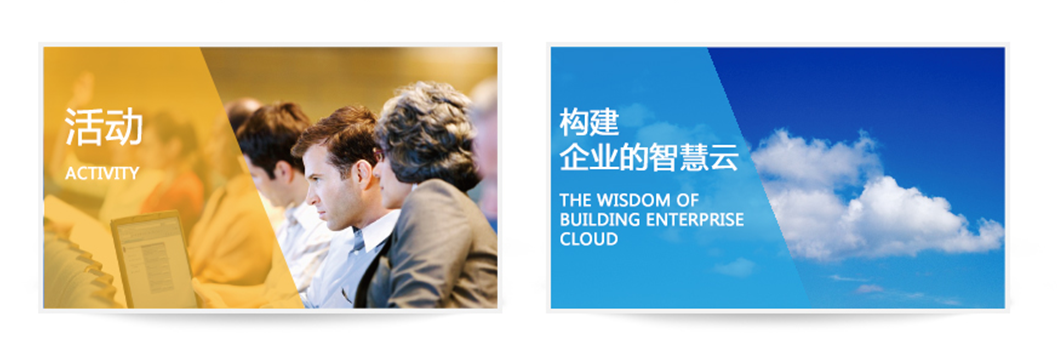 活动
ACTIVITY
构建
企业的智慧云
THE WISDOM OF
BUILDING ENTERPRISE
CLOUD